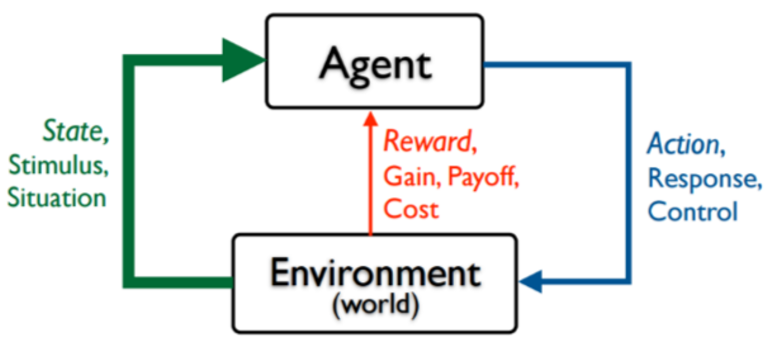 Agent
State,
Stimulus,
Situation
Reward,
Gain, Payoff,
Cost
Action,
Response,
Control
Environment
(world)